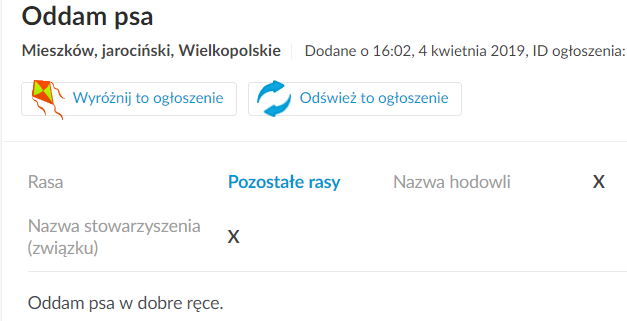 Oddam psa
Mieszków, jarociński, Wielkopolskie Dodane o 16:02, 4 kwietnia 2019, ID ogłoszenia:
Wyróżnij to ogłoszenie Odśwież to ogłoszenie
Rasa Pozostałe rasy Nazwa hodowli X
Nazwa stowarzyszenia
(związku) X
Oddam psa w dobre ręce.